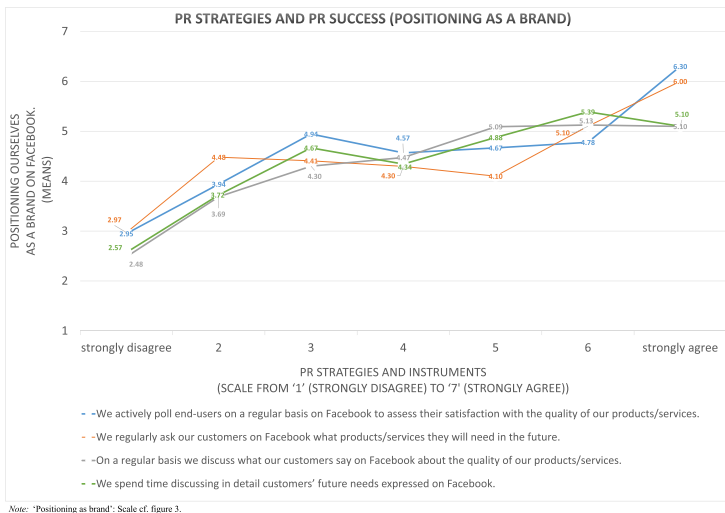 PR STRATEGIES AND PR SUCCESS (POSITIONING AS A BRAND)
7
6
5
4
3
2
1
POSITIONING OURSELVES
AS A BRAND ON FACEBOOK.
(MEANS)
2.97
2.95
2.57
2.48
4.48
3.94
3.72
3.69
4.94
4.67
4.41
4.30
4.57
4.47
4.34
4.30
5.09
4.88
4.67
4.10
5.39
5.13
5.10
4.78
6.30
6.00
5.10
5.10
strongly disagree 2 3 4 5 6 strongly agree
PR STRATEGIES AND INSTRUMENTS
(SCALE FROM ‘1’ (STRONGLY DISAGREE) TO ‘7' (STRONGLY AGREE))
We actively poll end-users on a regular basis on Facebook to assess their satisfaction with the quality of our products/services.
We regularly ask our customers on Facebook what products/services they will need in the future.
On a regular basis we discuss what our customers say on Facebook about the quality of our products/services.
We spend time discussing in detail customers’ future needs expressed on Facebook.
Note: ‘Positioning as brand’: Scale cf. figure 3.